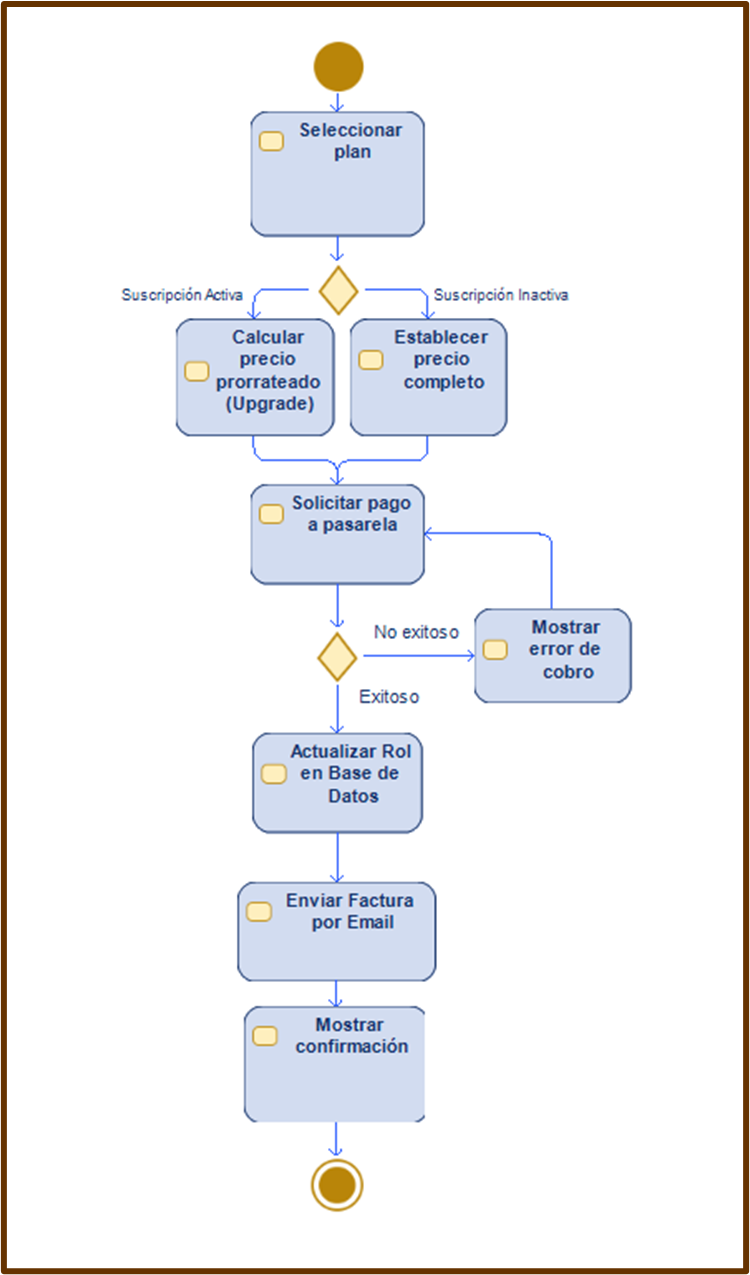 Seleccionar
plan
Suscripción Activa
Suscripción Inactiva
Calcular
precio
prorrateado
(Upgrade)
Establecer
precio
completo
Solicitar pago
a pasarela
No exitoso
Mostrar
error de
cobro
Exitoso
Actualizar Rol
en Base de
Datos
Enviar Factura
por Email
Mostrar
confirmación